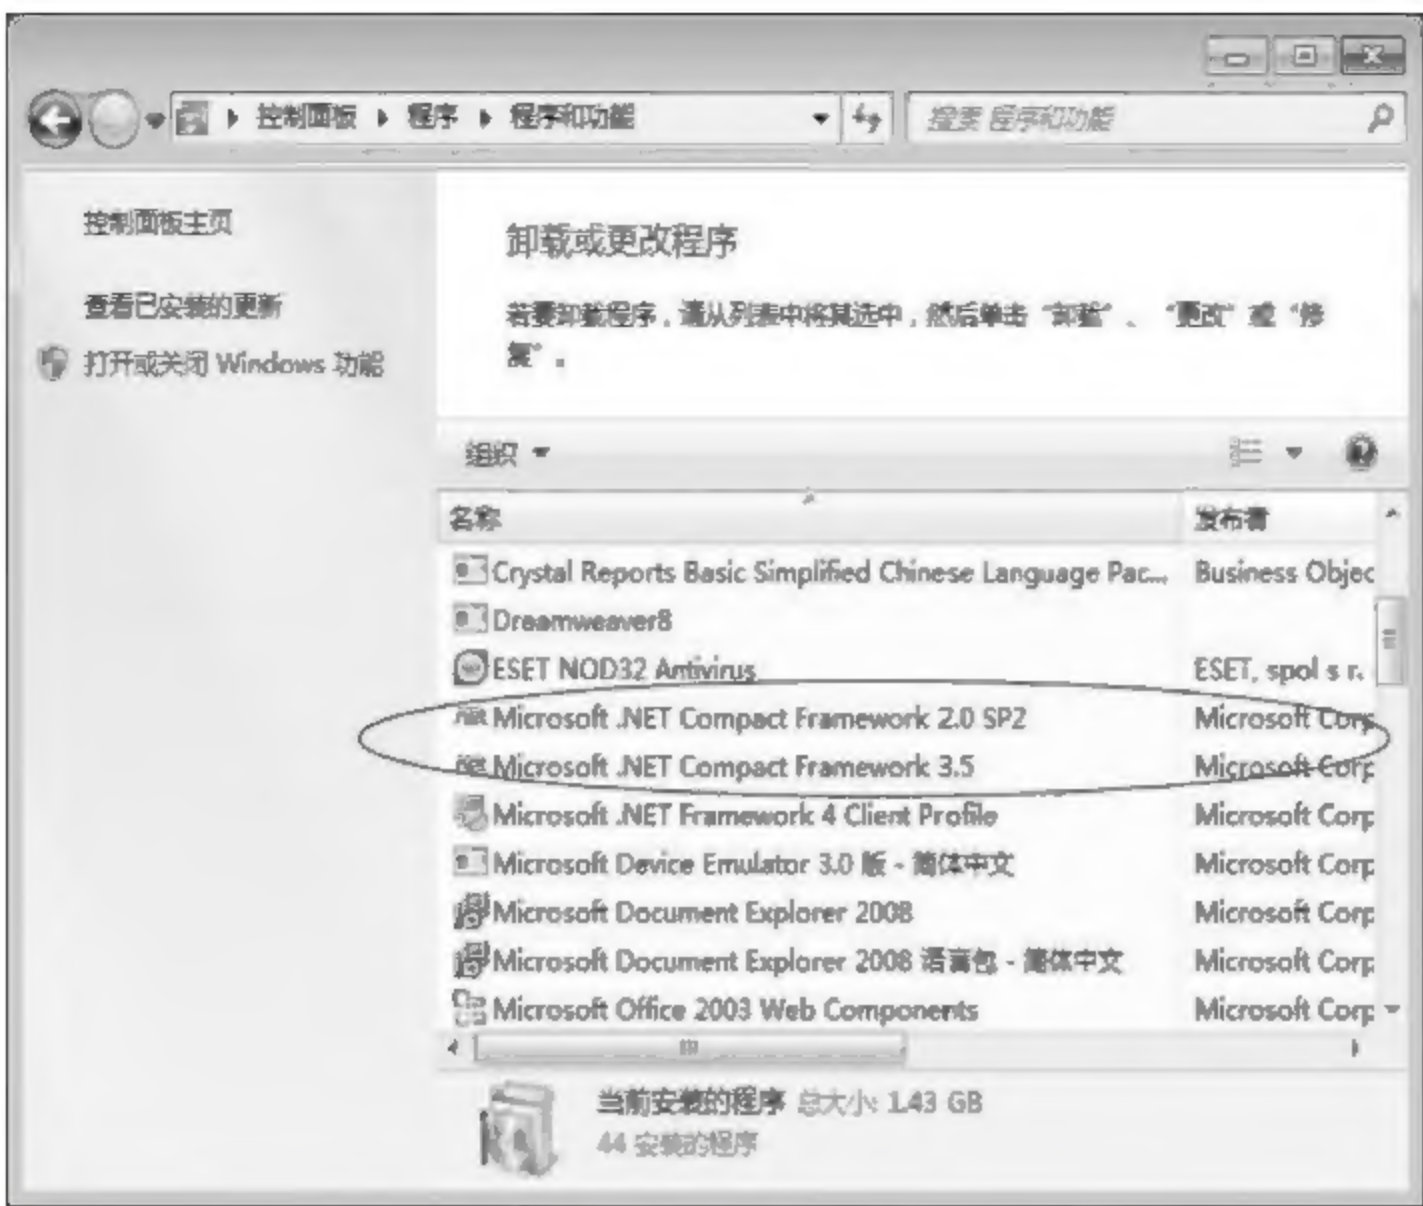 控制面板 程序 程序和功能
搜索 程序和功能
控制面板主页
查看已安装的更新
打开或关闭 Windows 功能
卸载或更改程序
若要卸载程序，请从列表中将其选中，然后单击“卸载”、“更改”或“修
复”。
组织
名称 发布者
Crystal Reports Basic Simplified Chinese Language Pac... Business Objec
Dreamweaver8
ESET NOD32 Antivirus ESET, spol s r.
Microsoft .NET Compact Framework 2.0 SP2 Microsoft Corp
Microsoft .NET Compact Framework 3.5 Microsoft Corp
Microsoft .NET Framework 4 Client Profile Microsoft Corp
Microsoft Device Emulator 3.0 版 - 简体中文 Microsoft Corp
Microsoft Document Explorer 2008 Microsoft Corp
Microsoft Document Explorer 2008 语言包 - 简体中文 Microsoft Corp
Microsoft Office 2003 Web Components Microsoft Corp
当前安装的程序 总大小: 1.43 GB
44 安装的程序